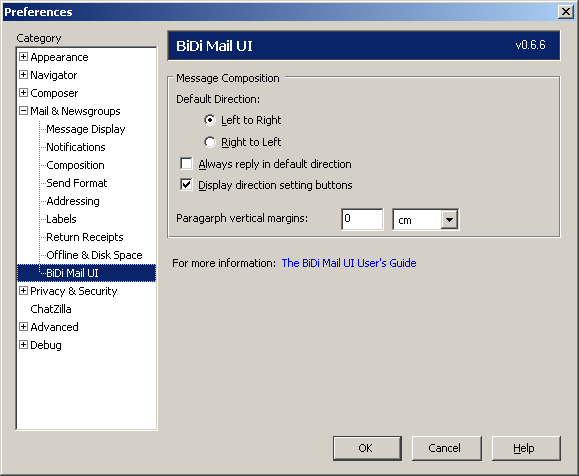 Preferences
Category
Appearance
Navigator
Composer
Mail & Newsgroups
Message Display
Notifications
Composition
Send Format
Addressing
Labels
Return Receipts
Offline & Disk Space
BiDi Mail UI
Privacy & Security
ChatZilla
Advanced
Debug
BiDi Mail UI v0.6.6
Message Composition
Default Direction:
Left to Right
Right to Left
Always reply in default direction
Display direction setting buttons
Paragarph vertical margins: 0 cm
For more information: The BiDi Mail UI User's Guide
OK Cancel Help